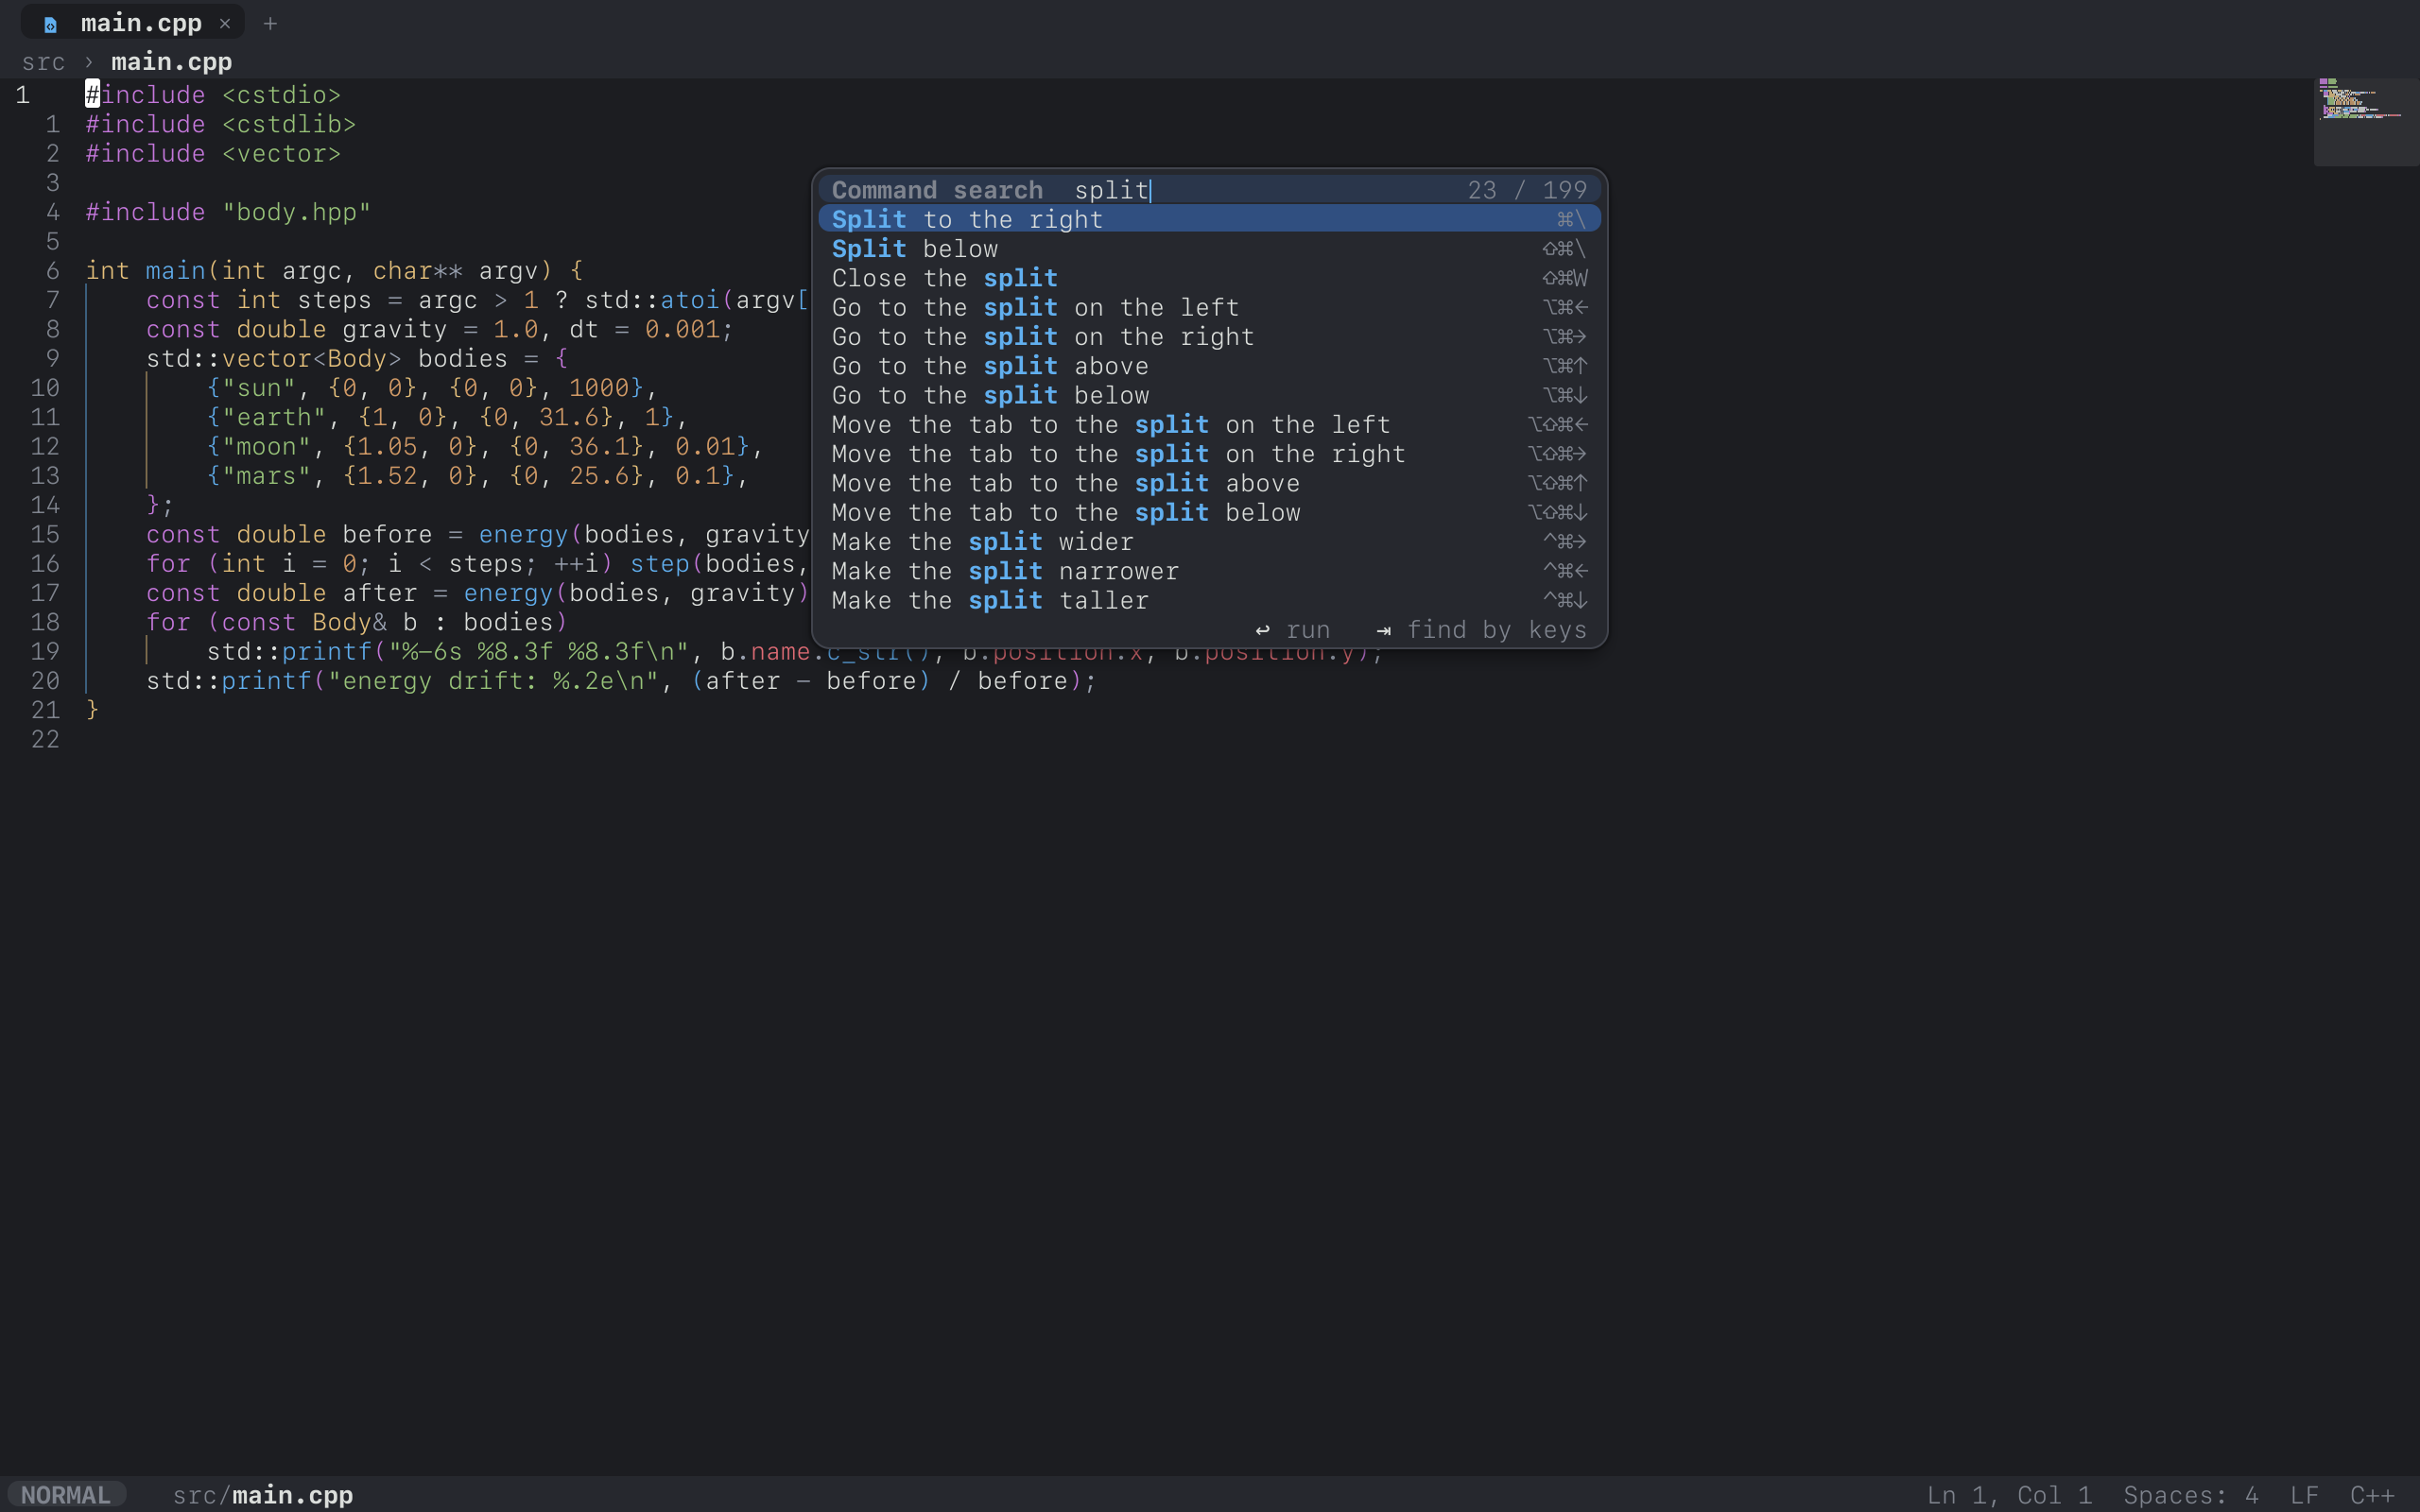 main.cpp × +
src › main.cpp
1 #include <cstdio>
1 #include <cstdlib>
2 #include <vector>
3
4 #include "body.hpp"
5
6 int main(int argc, char** argv) {
7 const int steps = argc > 1 ? std::atoi(argv[
8 const double gravity = 1.0, dt = 0.001;
9 std::vector<Body> bodies = {
10 {"sun", {0, 0}, {0, 0}, 1000},
11 {"earth", {1, 0}, {0, 31.6}, 1},
12 {"moon", {1.05, 0}, {0, 36.1}, 0.01},
13 {"mars", {1.52, 0}, {0, 25.6}, 0.1},
14 };
15 const double before = energy(bodies, gravity
16 for (int i = 0; i < steps; ++i) step(bodies,
17 const double after = energy(bodies, gravity)
18 for (const Body& b : bodies)
19 std::printf("%-6s %8.3f %8.3f\n", b.name.c_str(), b.position.x, b.position.y);
20 std::printf("energy drift: %.2e\n", (after - before) / before);
21 }
22
Command search split 23 / 199
Split to the right ⌘\
Split below ⇧⌘\
Close the split ⇧⌘W
Go to the split on the left ⌥⌘←
Go to the split on the right ⌥⌘→
Go to the split above ⌥⌘↑
Go to the split below ⌥⌘↓
Move the tab to the split on the left ⌥⇧⌘←
Move the tab to the split on the right ⌥⇧⌘→
Move the tab to the split above ⌥⇧⌘↑
Move the tab to the split below ⌥⇧⌘↓
Make the split wider ^⌘→
Make the split narrower ^⌘←
Make the split taller ^⌘↓
↩ run ⇥ find by keys
NORMAL src/main.cpp Ln 1, Col 1 Spaces: 4 LF C++